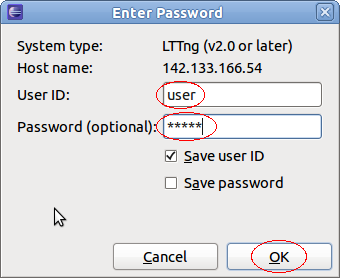 Enter Password
System type: LTTng (v2.0 or later)
Host name: 142.133.166.54
User ID: user
Password (optional): *****
Save user ID
Save password
Cancel OK